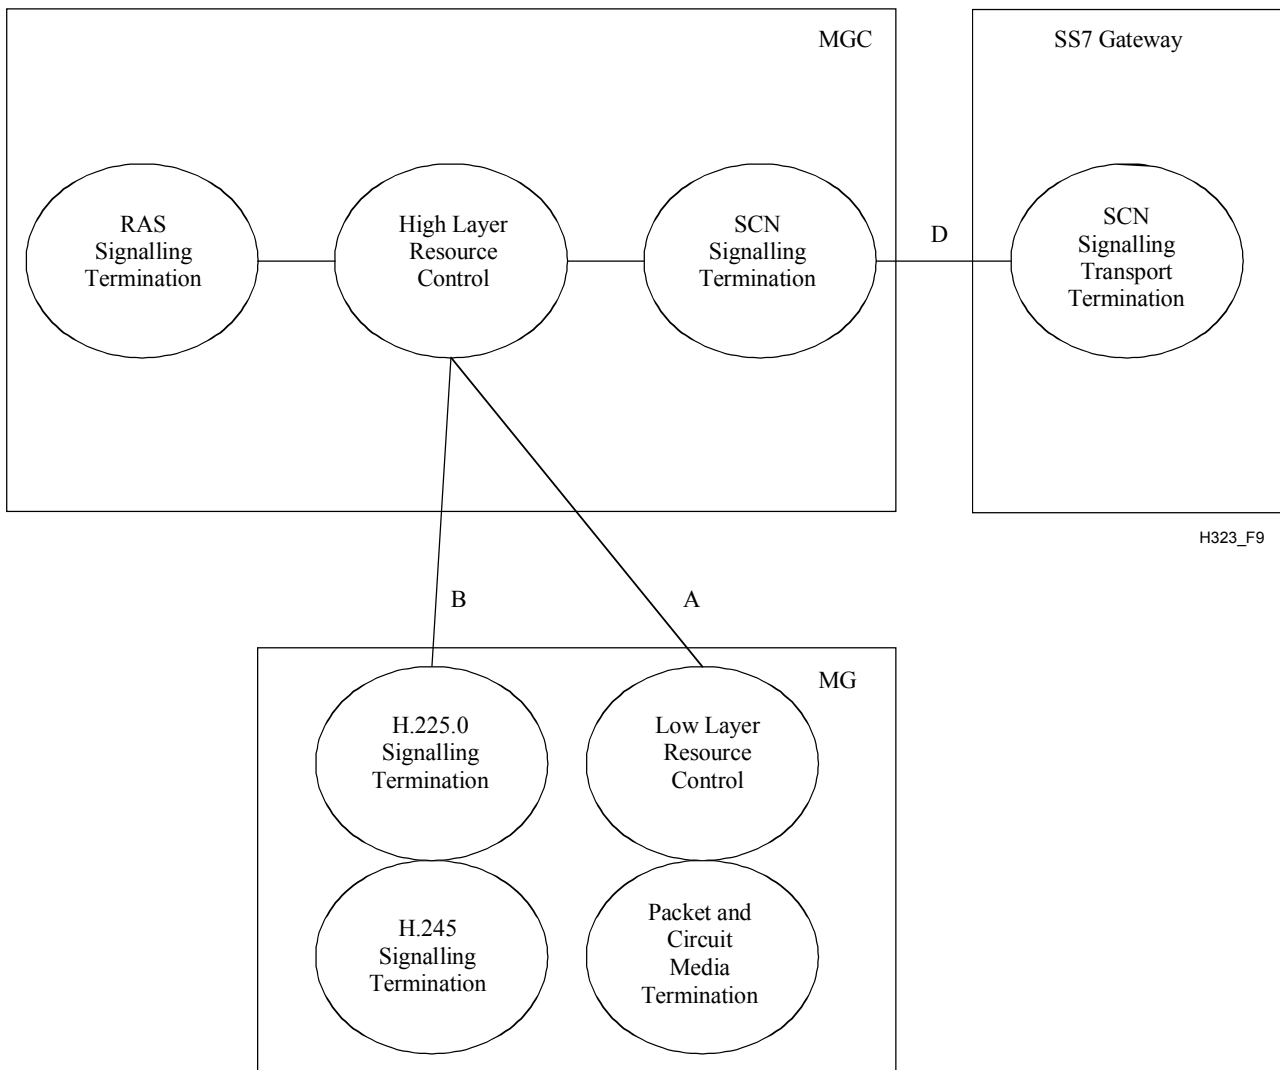 MGC
SS7 Gateway
RAS
Signalling
Termination
High Layer
Resource
Control
SCN
Signalling
Termination
D
SCN
Signalling
Transport
Termination
H323_F9
B
A
MG
H.225.0
Signalling
Termination
Low Layer
Resource
Control
H.245
Signalling
Termination
Packet and
Circuit
Media
Termination